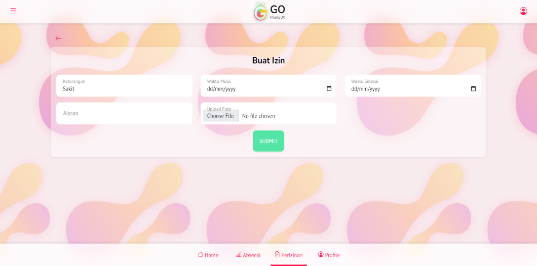 GO
Buat Izin
Keterangan
Sakit
Waktu Mulai
dd/mm/yyyy
Waktu Selesai
dd/mm/yyyy
Alasan
Upload File
Choose File No file chosen
SUBMIT
Home Absensi Perizinan Profile